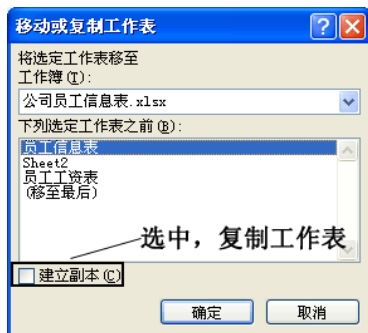 移动或复制工作表
将选定工作表移至
工作簿(T):
公司员工信息表.xlsx
下列选定工作表之前(B):
员工信息表
Sheet2
员工工资表
(移至最后)
选中，复制工作表
建立副本(C)
确定 取消